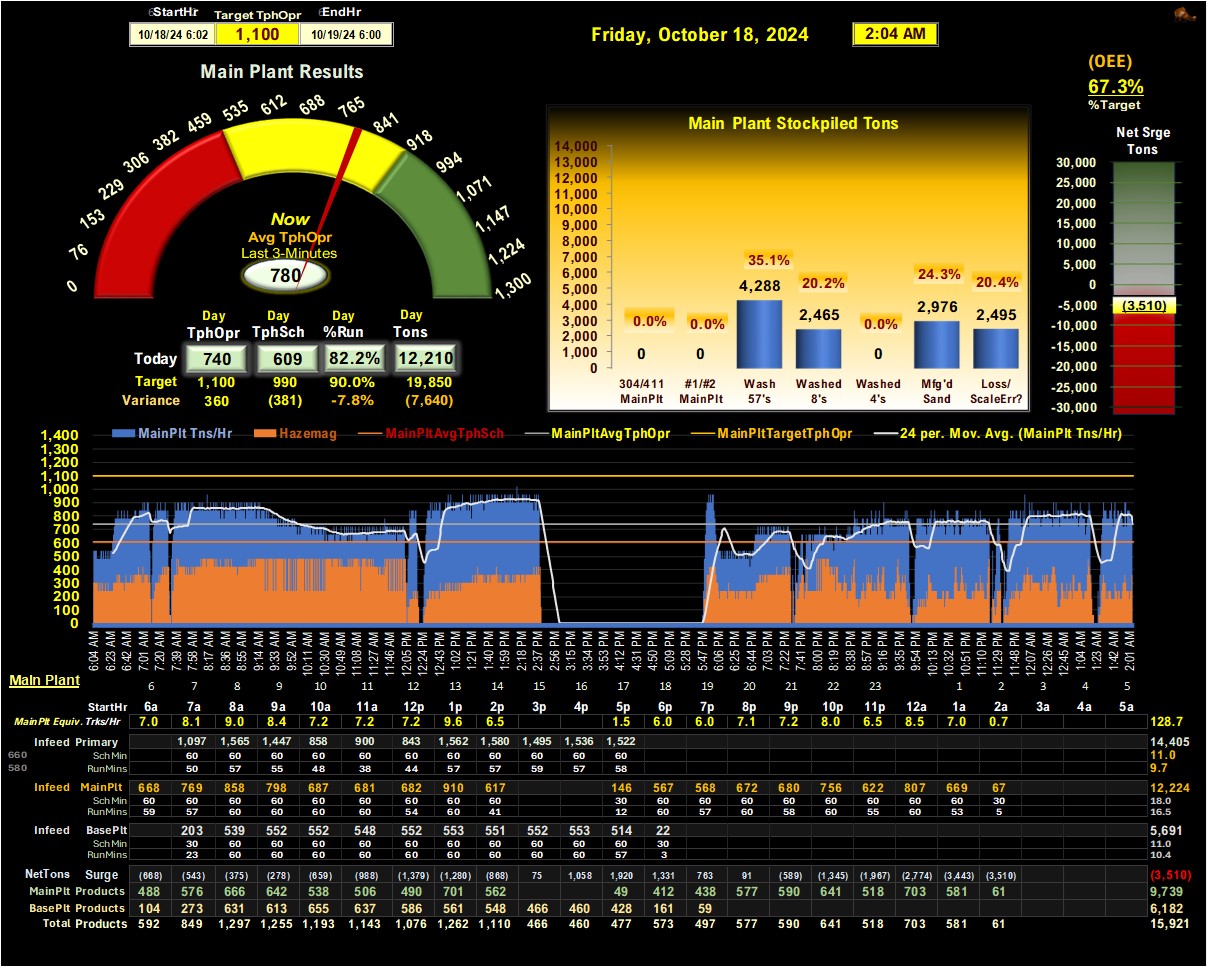 StartHr Target TphOpr EndHr
10/18/24 6:02 1,100 10/19/24 6:00
Friday, October 18, 2024 2:04 AM
(OEE)
67.3%
%Target
Main Plant Results
0 76 153 229 306 382 459 535 612 688 765 841 918 994 1,071 1,147 1,224 1,300
Now
Avg TphOpr
Last 3-Minutes
780
Day Day Day Day
TphOpr TphSch %Run Tons
Today 740 609 82.2% 12,210
Target 1,100 990 90.0% 19,850
Variance 360 (381) -7.8% (7,640)
Main Plant Stockpiled Tons
14,000
13,000
12,000
11,000
10,000
9,000
8,000
7,000
6,000
5,000
4,000
3,000
2,000
1,000
0
0.0% 0.0% 35.1% 20.2% 0.0% 24.3% 20.4%
0 0 4,288 2,465 0 2,976 2,495
304/411 #1/#2 Wash Washed Washed Mfg'd Loss/
MainPlt MainPlt 57's 8's 4's Sand ScaleErr?
Net Srge
Tons
30,000
25,000
20,000
15,000
10,000
5,000
0
-5,000
-10,000
-15,000
-20,000
-25,000
-30,000
(3,510)
MainPlt Tns/Hr Hazemag MainPltAvgTphSch MainPltAvgTphOpr MainPltTargetTphOpr 24 per. Mov. Avg. (MainPlt Tns/Hr)
1,400
1,300
1,200
1,100
1,000
900
800
700
600
500
400
300
200
100
0
6:04 AM 6:23 AM 6:42 AM 7:01 AM 7:20 AM 7:39 AM 7:58 AM 8:17 AM 8:36 AM 8:55 AM 9:14 AM 9:33 AM 9:52 AM 10:11 AM 10:30 AM 10:49 AM 11:08 AM 11:27 AM 11:46 AM 12:05 PM 12:24 PM 12:43 PM 1:02 PM 1:21 PM 1:40 PM 1:59 PM 2:18 PM 2:37 PM 2:56 PM 3:15 PM 3:34 PM 3:53 PM 4:12 PM 4:31 PM 4:50 PM 5:09 PM 5:28 PM 5:47 PM 6:06 PM 6:25 PM 6:44 PM 7:03 PM 7:22 PM 7:41 PM 8:00 PM 8:19 PM 8:38 PM 8:57 PM 9:16 PM 9:35 PM 9:54 PM 10:13 PM 10:32 PM 10:51 PM 11:10 PM 11:29 PM 11:48 PM 12:07 AM 12:26 AM 12:45 AM 1:04 AM 1:23 AM 1:42 AM 2:01 AM
Main Plant
6 7 8 9 10 11 12 13 14 15 16 17 18 19 20 21 22 23 1 2 3 4 5
StartHr 6a 7a 8a 9a 10a 11a 12p 1p 2p 3p 4p 5p 6p 7p 8p 9p 10p 11p 12a 1a 2a 3a 4a 5a
MainPlt Equiv. Trks/Hr 7.0 8.1 9.0 8.4 7.2 7.2 7.2 9.6 6.5 1.5 6.0 6.0 7.1 7.2 8.0 6.5 8.5 7.0 0.7 128.7
Infeed Primary 1,097 1,565 1,447 858 900 843 1,562 1,580 1,495 1,536 1,522 14,405
660 SchMin 60 60 60 60 60 60 60 60 60 60 60 11.0
580 RunMins 50 57 55 48 38 44 57 57 59 57 58 9.7
Infeed MainPlt 668 769 858 798 687 681 682 910 617 146 567 568 672 680 756 622 807 669 67 12,224
SchMin 60 60 60 60 60 60 60 60 60 30 60 60 60 60 60 60 60 60 30 18.0
RunMins 59 57 60 60 60 60 54 60 41 12 60 57 60 58 60 55 60 53 5 16.5
Infeed BasePlt 203 539 552 552 548 552 553 551 552 553 514 22 5,691
SchMin 30 60 60 60 60 60 60 60 60 60 60 30 11.0
RunMins 23 60 60 60 60 60 60 60 60 60 57 3 10.4
NetTons Surge (668) (543) (375) (278) (659) (988) (1,379) (1,280) (868) 75 1,058 1,920 1,331 763 91 (589) (1,345) (1,967) (2,774) (3,443) (3,510) (3,510)
MainPlt Products 488 576 666 642 538 506 490 701 562 49 412 438 577 590 641 518 703 581 61 9,739
BasePlt Products 104 273 631 613 655 637 586 561 548 466 460 428 161 59 6,182
Total Products 592 849 1,297 1,255 1,193 1,143 1,076 1,262 1,110 466 460 477 573 497 577 590 641 518 703 581 61 15,921